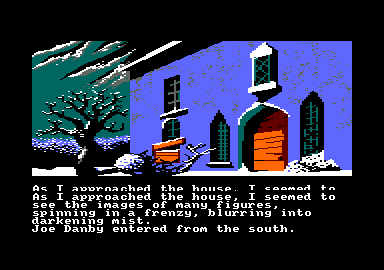 As I approached the house, I seemed to
As I approached the house, I seemed to
see the images of many figures,
spinning in a frenzy, blurring into
darkening mist.
Joe Danby entered from the south.